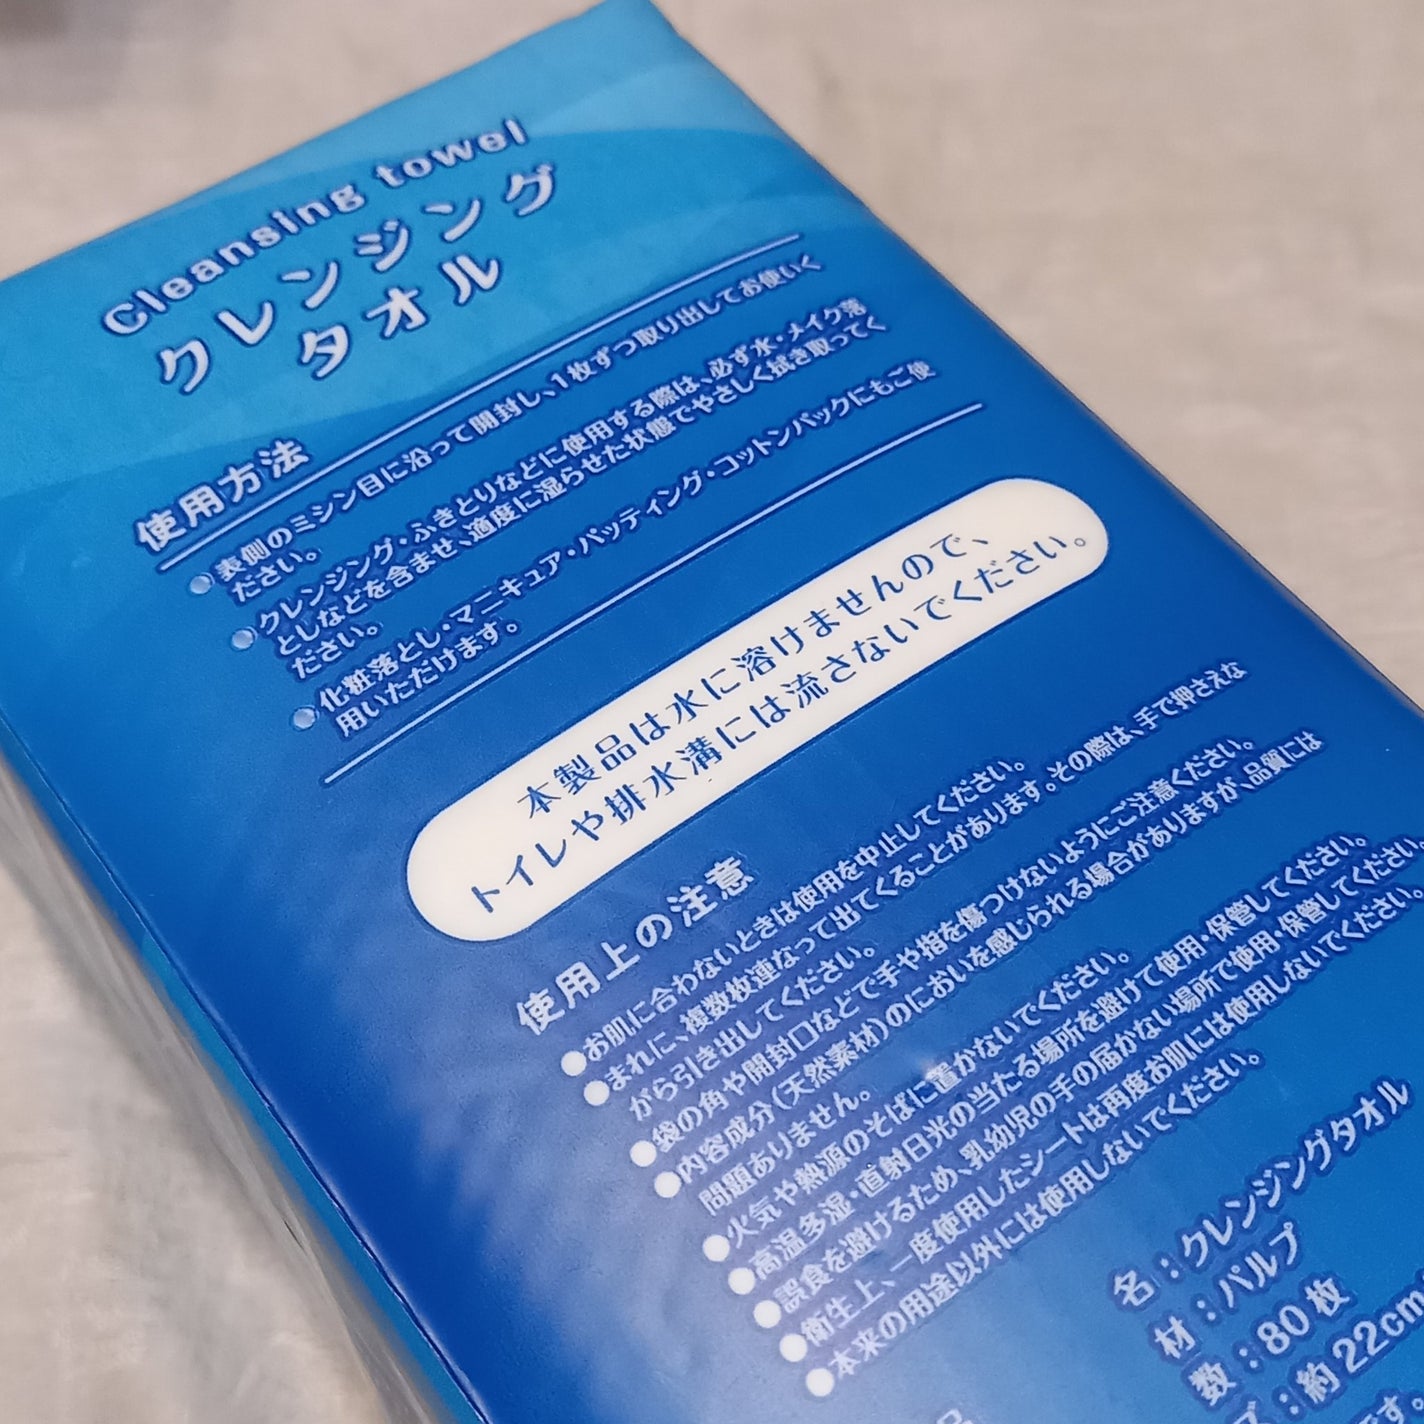 Cleansing towel
クレンジング
タオル
使用方法
●表側のミシン目に沿って開封し、1枚ずつ取り出してお使いく
ださい。
●クレンジング・ふきとりなどに使用する際は、必ず水・メイク落
としなどを含ませ、適度に湿らせた状態でやさしく拭き取ってく
ださい。
●化粧落とし・マニキュア・パッティング・コットンパックにもご使
用いただけます。
本製品は水に溶けませんので、
トイレや排水溝には流さないでください。
使用上の注意
●お肌に合わないときは使用を中止してください。
●まれに、複数枚連なって出てくることがあります。その際は、手で押さえな
がら引き出してください。
●袋の角や開封口などで手や指を傷つけないようにご注意ください。
●内容成分(天然素材)のにおいを感じられる場合がありますが、品質には
問題ありません。
●火気や熱源のそばに置かないでください。
●高温多湿・直射日光の当たる場所を避けて使用・保管してください。
●誤食を避けるため、乳幼児の手の届かない場所で使用・保管してください。
●衛生上、一度使用したシートは再度お肌には使用しないでください。
●本来の用途以外には使用しないでください。
名：クレンジングタオル
材：パルプ
数：80枚
：約22cm
品
す。